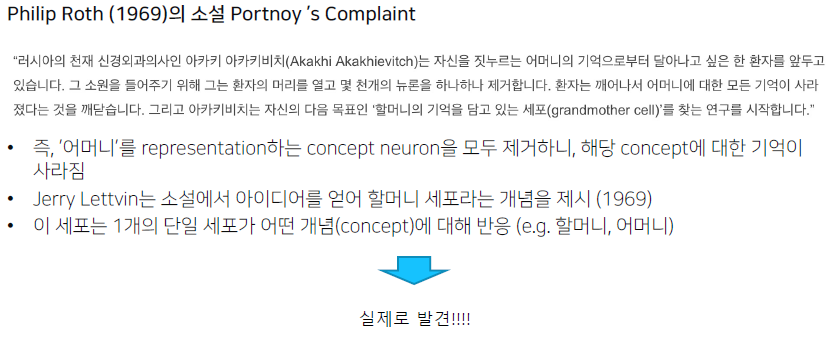 Philip Roth (1969)의 소설 Portnoy ’s Complaint
“러시아의 천재 신경외과의사인 아카키 아카키비치(Akakhi Akakhievitch)는 자신을 짓누르는 어머니의 기억으로부터 달아나고 싶은 한 환자를 앞두고
있습니다. 그 소원을 들어주기 위해 그는 환자의 머리를 열고 몇 천개의 뉴론을 하나하나 제거합니다. 환자는 깨어나서 어머니에 대한 모든 기억이 사라
졌다는 것을 깨닫습니다. 그리고 아카키비치는 자신의 다음 목표인 ‘할머니의 기억을 담고 있는 세포(grandmother cell)’를 찾는 연구를 시작합니다.”
• 즉, ‘어머니’를 representation하는 concept neuron을 모두 제거하니, 해당 concept에 대한 기억이
사라짐
• Jerry Lettvin는 소설에서 아이디어를 얻어 할머니 세포라는 개념을 제시 (1969)
• 이 세포는 1개의 단일 세포가 어떤 개념(concept)에 대해 반응 (e.g. 할머니, 어머니)
실제로 발견!!!!